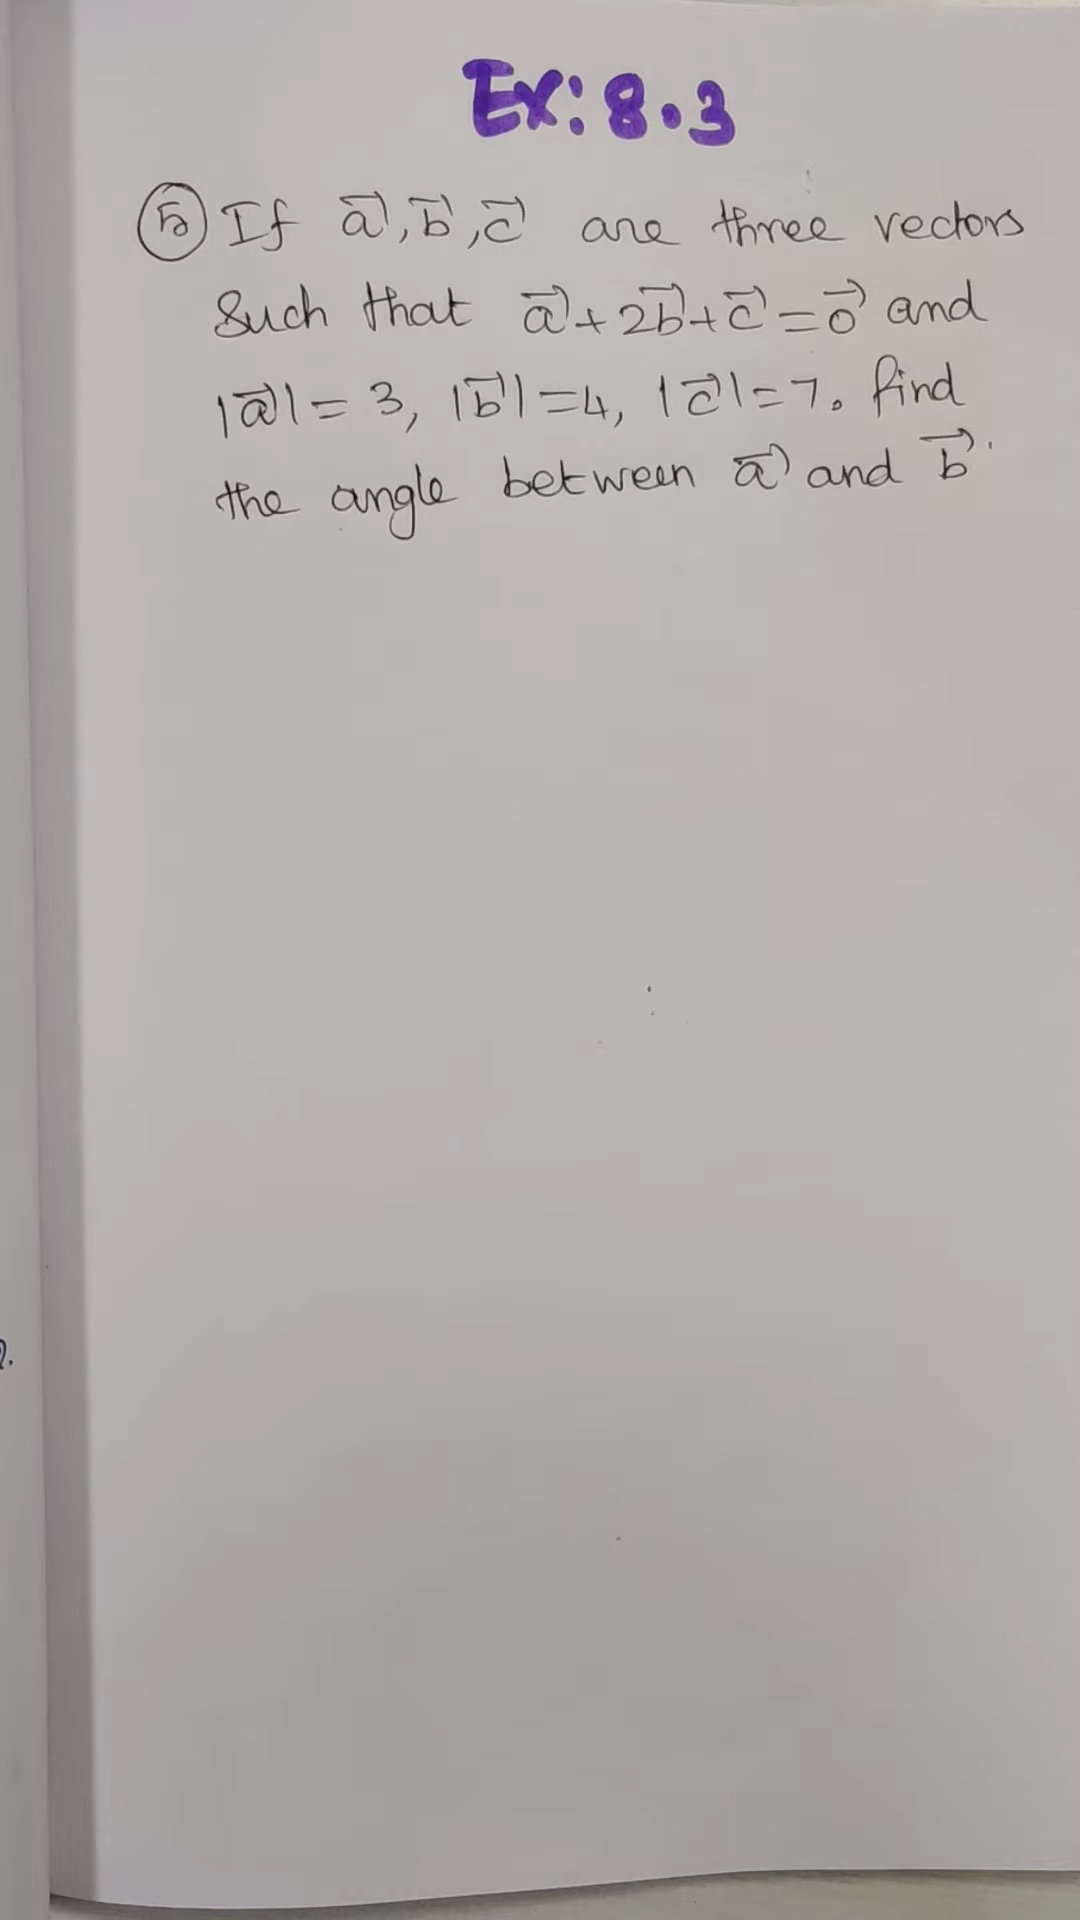 Ex: 8.3
⑤ If a⃗, b⃗, c⃗ are three vectors
Such that a⃗ + 2b⃗ + c⃗ = 0⃗ and
|a⃗| = 3, |b⃗| = 4, |c⃗| = 7. find
the angle between a⃗ and b⃗.